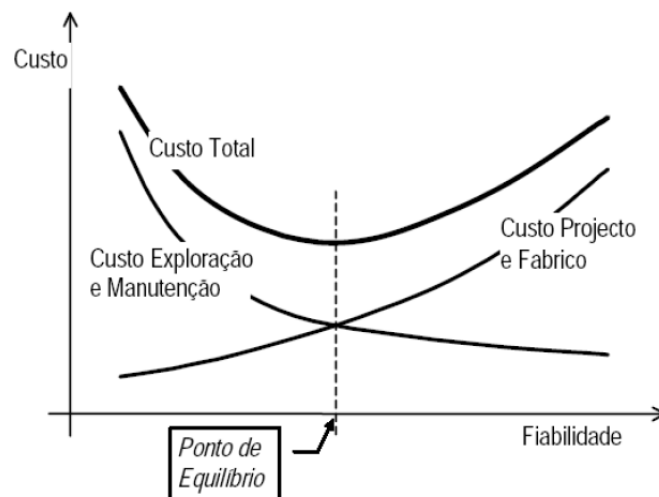 Custo
Custo Total
Custo Projecto
e Fabrico
Custo Exploração
e Manutenção
Fiabilidade
Ponto de
Equilíbrio